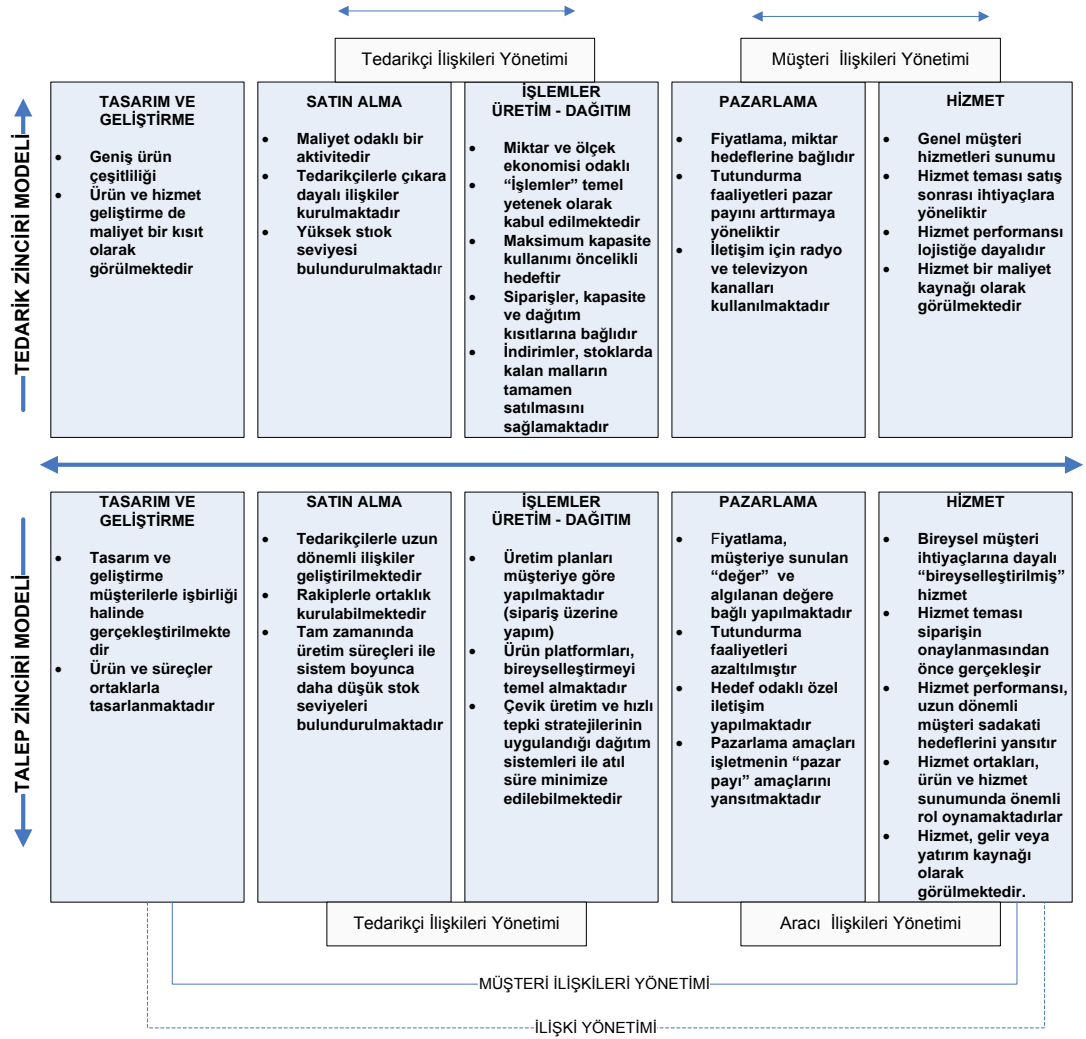 Tedarikçi İlişkileri Yönetimi
Müşteri İlişkileri Yönetimi
TEDARİK ZİNCİRİ MODELİ
TASARIM VE
GELİŞTİRME
• Geniş ürün
çeşitliliği
• Ürün ve hizmet
geliştirme de
maliyet bir kısıt
olarak
görülmektedir
SATIN ALMA
• Maliyet odaklı bir
aktivitedir
• Tedarikçilerle çıkara
dayalı ilişkiler
kurulmaktadır
• Yüksek stıok
seviyesi
bulundurulmaktadır
İŞLEMLER
ÜRETİM - DAĞITIM
• Miktar ve ölçek
ekonomisi odaklı
• “İşlemler” temel
yetenek olarak
kabul edilmektedir
• Maksimum kapasite
kullanımı öncelikli
hedeftir
• Siparişler, kapasite
ve dağıtım
kısıtlarına bağlıdır
• İndirimler, stoklarda
kalan malların
tamamen
satılmasını
sağlamaktadır
PAZARLAMA
• Fiyatlama, miktar
hedeflerine bağlıdır
• Tutundurma
faaliyetleri pazar
payını arttırmaya
yöneliktir
• İletişim için radyo
ve televizyon
kanalları
kullanılmaktadır
HİZMET
• Genel müşteri
hizmetleri sunumu
• Hizmet teması satış
sonrası ihtiyaçlara
yöneliktir
• Hizmet performansı
lojistiğe dayalıdır
• Hizmet bir maliyet
kaynağı olarak
görülmektedir
TALEP ZİNCİRİ MODELİ
TASARIM VE
GELİŞTİRME
• Tasarım ve
geliştirme
müşterilerle işbirliği
halinde
gerçekleştirilmekte
dir
• Ürün ve süreçler
ortaklarla
tasarlanmaktadır
SATIN ALMA
• Tedarikçilerle uzun
dönemli ilişkiler
geliştirilmektedir
• Rakiplerle ortaklık
kurulabilmektedir
• Tam zamanında
üretim süreçleri ile
sistem boyunca
daha düşük stok
seviyeleri
bulundurulmaktadır
İŞLEMLER
ÜRETİM - DAĞITIM
• Üretim planları
müşteriye göre
yapılmaktadır
(sipariş üzerine
yapım)
• Ürün platformları,
bireyselleştirmeyi
temel almaktadır
• Çevik üretim ve hızlı
tepki stratejilerinin
uygulandığı dağıtım
sistemleri ile atıl
süre minimize
edilebilmektedir
PAZARLAMA
• Fiyatlama,
müşteriye sunulan
“değer” ve
algılanan değere
bağlı yapılmaktadır
• Tutundurma
faaliyetleri
azaltılmıştır
• Hedef odaklı özel
iletişim
yapılmaktadır
• Pazarlama amaçları
işletmenin “pazar
payı” amaçlarını
yansıtmaktadır
HİZMET
• Bireysel müşteri
ihtiyaçlarına dayalı
“bireyselleştirilmiş”
hizmet
• Hizmet teması
siparişin
onaylanmasından
önce gerçekleşir
• Hizmet performansı,
uzun dönemli
müşteri sadakati
hedeflerini yansıtır
• Hizmet ortakları,
ürün ve hizmet
sunumunda önemli
rol oynamaktadırlar
• Hizmet, gelir veya
yatırım kaynağı
olarak
görülmektedir.
Tedarikçi İlişkileri Yönetimi
Aracı İlişkileri Yönetimi
MÜŞTERİ İLİŞKİLERİ YÖNETİMİ
İLİŞKİ YÖNETİMİ